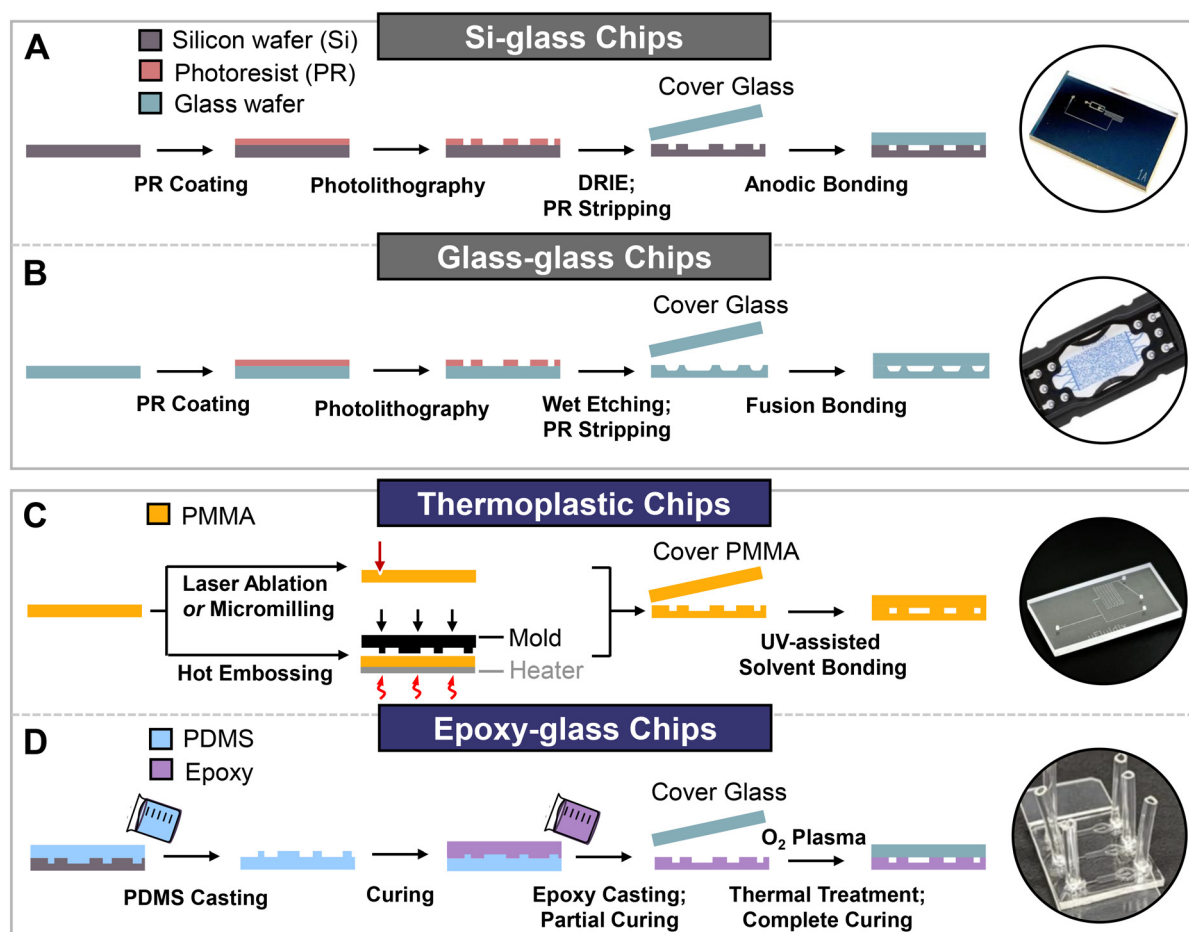 A
Si-glass Chips
Silicon wafer (Si)
Photoresist (PR)
Glass wafer
Cover Glass
PR Coating
Photolithography
DRIE;
PR Stripping
Anodic Bonding
1A
B
Glass-glass Chips
Cover Glass
PR Coating
Photolithography
Wet Etching;
PR Stripping
Fusion Bonding
C
Thermoplastic Chips
PMMA
Cover PMMA
Laser Ablation
or Micromilling
Mold
Hot Embossing
Heater
UV-assisted
Solvent Bonding
D
Epoxy-glass Chips
PDMS
Epoxy
Cover Glass
O₂ Plasma
PDMS Casting
Curing
Epoxy Casting;
Partial Curing
Thermal Treatment;
Complete Curing